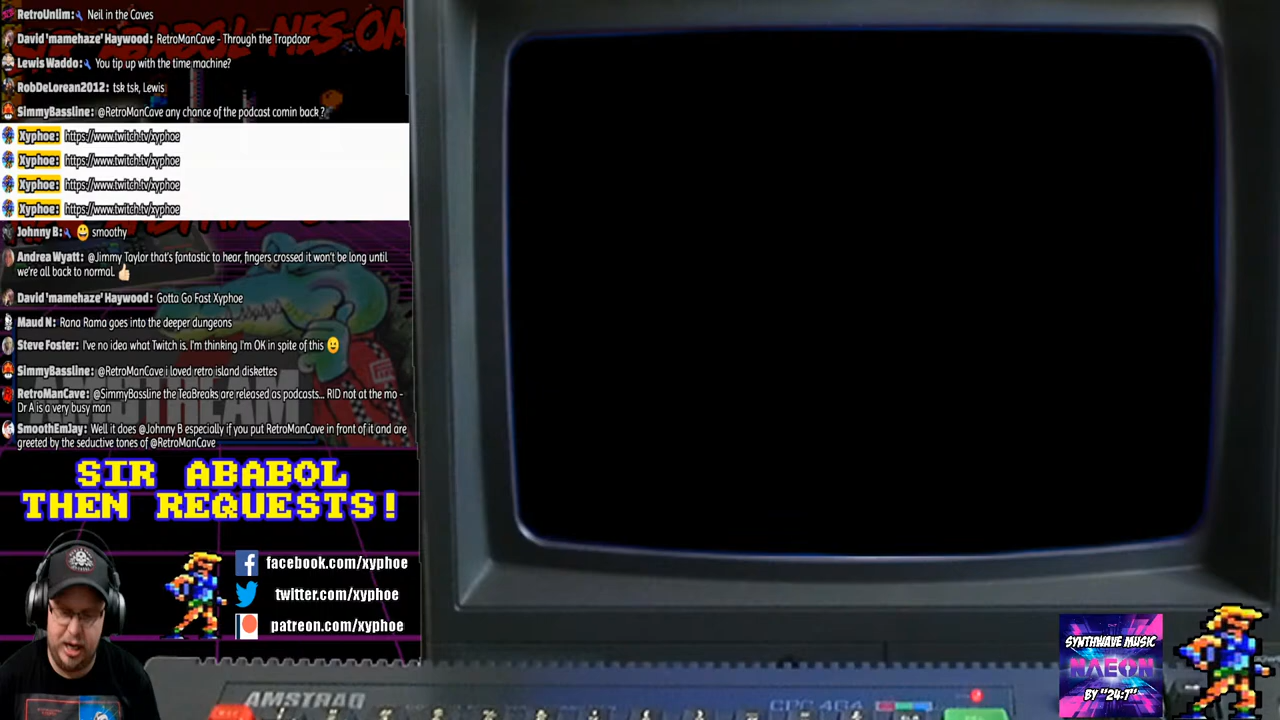 RetroUnlim: Neil in the Caves
David 'mamehaze' Haywood: RetroManCave - Through the Trapdoor
Lewis Waddo: You tip up with the time machine?
RobDeLorean2012: tsk tsk, Lewis
SimmyBassline: @RetroManCave any chance of the podcast comin back ?
Xyphoe: https://www.twitch.tv/xyphoe
Xyphoe: https://www.twitch.tv/xyphoe
Xyphoe: https://www.twitch.tv/xyphoe
Xyphoe: https://www.twitch.tv/xyphoe
Johnny B: 😀 smoothy
Andrea Wyatt: @Jimmy Taylor that's fantastic to hear, fingers crossed it won't be long until
we're all back to normal. 👍🏻
David 'mamehaze' Haywood: Gotta Go Fast Xyphoe
Maud N: Rana Rama goes into the deeper dungeons
Steve Foster: I've no idea what Twitch is. I'm thinking I'm OK in spite of this 😉
SimmyBassline: @RetroManCave i loved retro island diskettes
RetroManCave: @SimmyBassline the TeaBreaks are released as podcasts... RID not at the mo -
Dr A is a very busy man
SmoothEmJay: Well it does @Johnny B especially if you put RetroManCave in front of it and are
greeted by the seductive tones of @RetroManCave
AMSTREAM
SIR ABABOL
THEN REQUESTS!
facebook.com/xyphoe
twitter.com/xyphoe
patreon.com/xyphoe
SYNTHWAVE MUSIC
NAEON
BY "24:7"
AMSTRAD
CPC 464